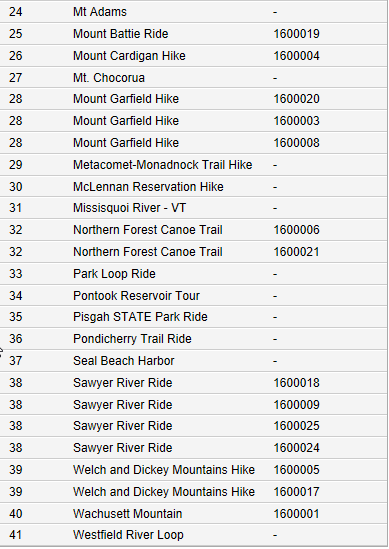 24 Mt Adams -
25 Mount Battie Ride 1600019
26 Mount Cardigan Hike 1600004
27 Mt. Chocorua -
28 Mount Garfield Hike 1600020
28 Mount Garfield Hike 1600003
28 Mount Garfield Hike 1600008
29 Metacomet-Monadnock Trail Hike -
30 McLennan Reservation Hike -
31 Missisquoi River - VT -
32 Northern Forest Canoe Trail 1600006
32 Northern Forest Canoe Trail 1600021
33 Park Loop Ride -
34 Pontook Reservoir Tour -
35 Pisgah STATE Park Ride -
36 Pondicherry Trail Ride -
37 Seal Beach Harbor -
38 Sawyer River Ride 1600018
38 Sawyer River Ride 1600009
38 Sawyer River Ride 1600025
38 Sawyer River Ride 1600024
39 Welch and Dickey Mountains Hike 1600005
39 Welch and Dickey Mountains Hike 1600017
40 Wachusett Mountain 1600001
41 Westfield River Loop -